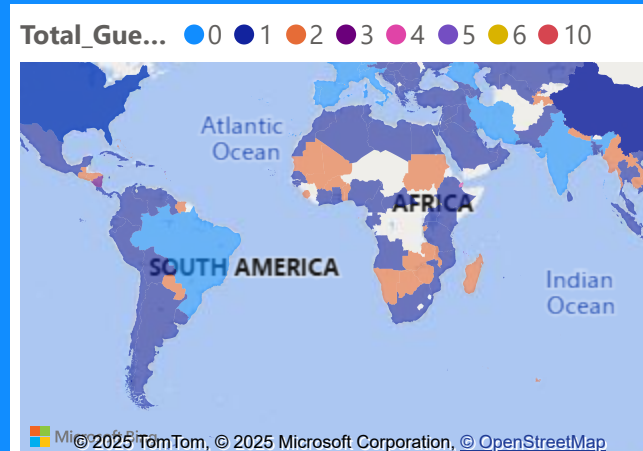 Total_Gue... 0 1 2 3 4 5 6 10
Atlantic
Ocean
AFRICA
SOUTH AMERICA
Indian
Ocean
Microsoft Bing
© 2025 TomTom, © 2025 Microsoft Corporation, © OpenStreetMap